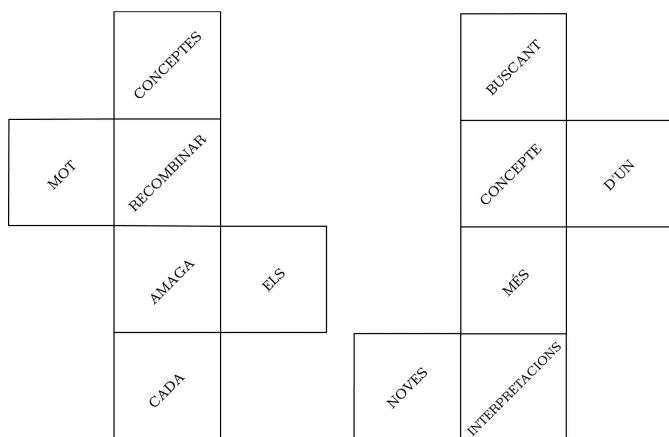 CONCEPTES
BUSCANT
MOT
RECOMBINAR
CONCEPTE
D'UN
AMAGA
ELS
MÉS
CADA
NOVES
INTERPRETACIONS